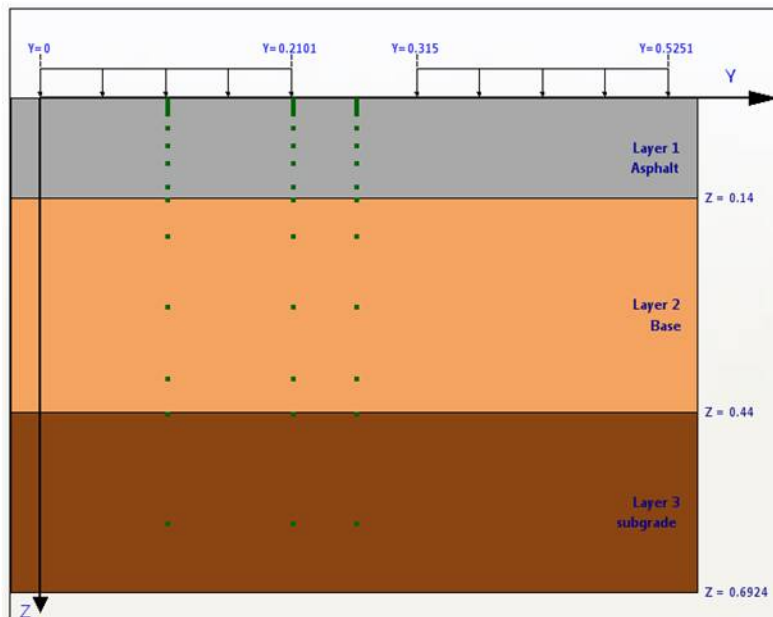 Y=0
Y=0.2101
Y=0.315
Y=0.5251
Y
Layer 1
Asphalt
Z = 0.14
Layer 2
Base
Z = 0.44
Layer 3
subgrade
Z = 0.6924
Z